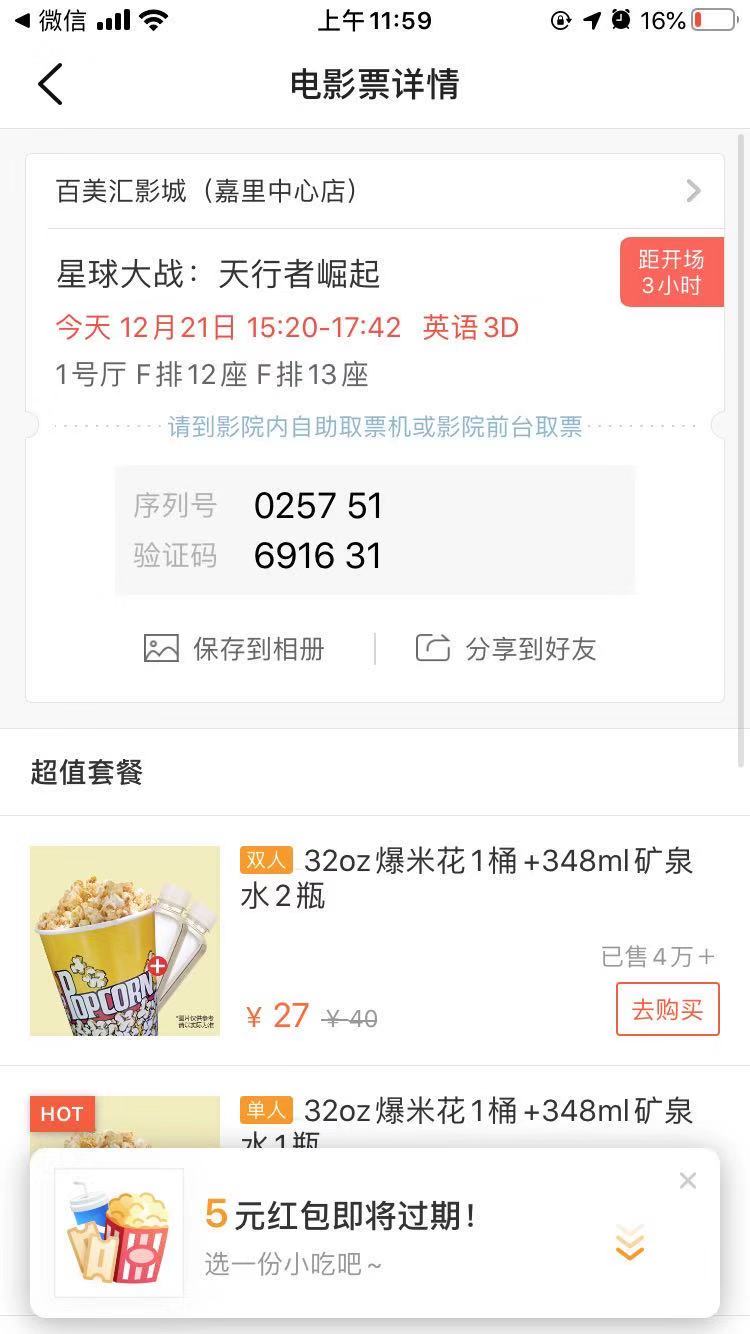 微信 上午11:59 16%
电影票详情
百美汇影城（嘉里中心店）
星球大战：天行者崛起
距开场
3小时
今天 12月21日 15:20-17:42 英语3D
1号厅 F排12座 F排13座
请到影院内自助取票机或影院前台取票
序列号 0257 51
验证码 6916 31
保存到相册 分享到好友
超值套餐
POPCORN
*图片仅供参考
请以实际为准
双人 32oz爆米花1桶+348ml矿泉
水2瓶
已售4万+
¥ 27 ¥ 40
去购买
HOT
单人 32oz爆米花1桶+348ml矿泉
水1瓶
5元红包即将过期！
选一份小吃吧~